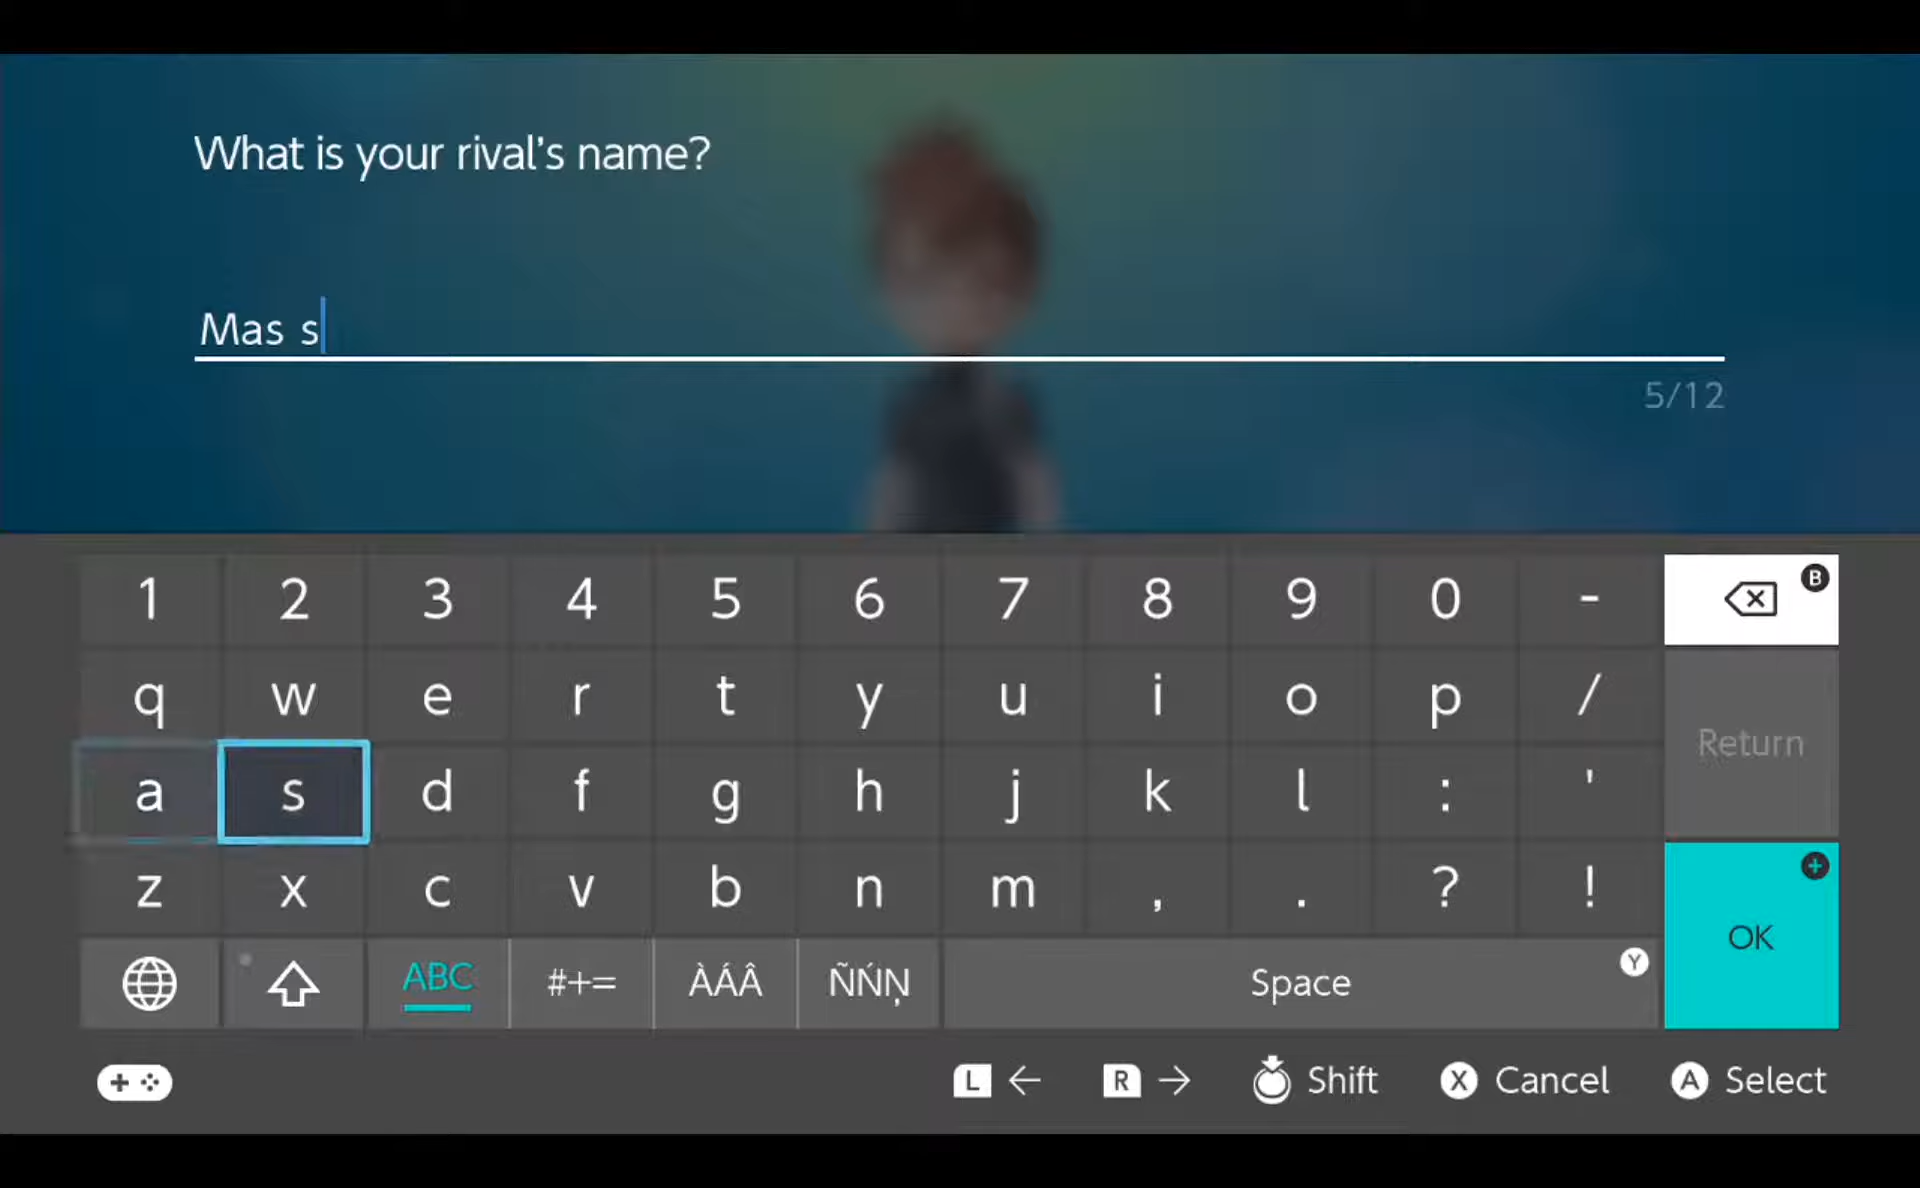 What is your rival's name?
Mas s
5/12
1 2 3 4 5 6 7 8 9 0 - B
q w e r t y u i o p /
Return
a s d f g h j k l : '
z x c v b n m , . ? ! +
OK
ABC #+= ÀÁÂ ÑŃŅ Space Y
L ← R → Shift X Cancel A Select